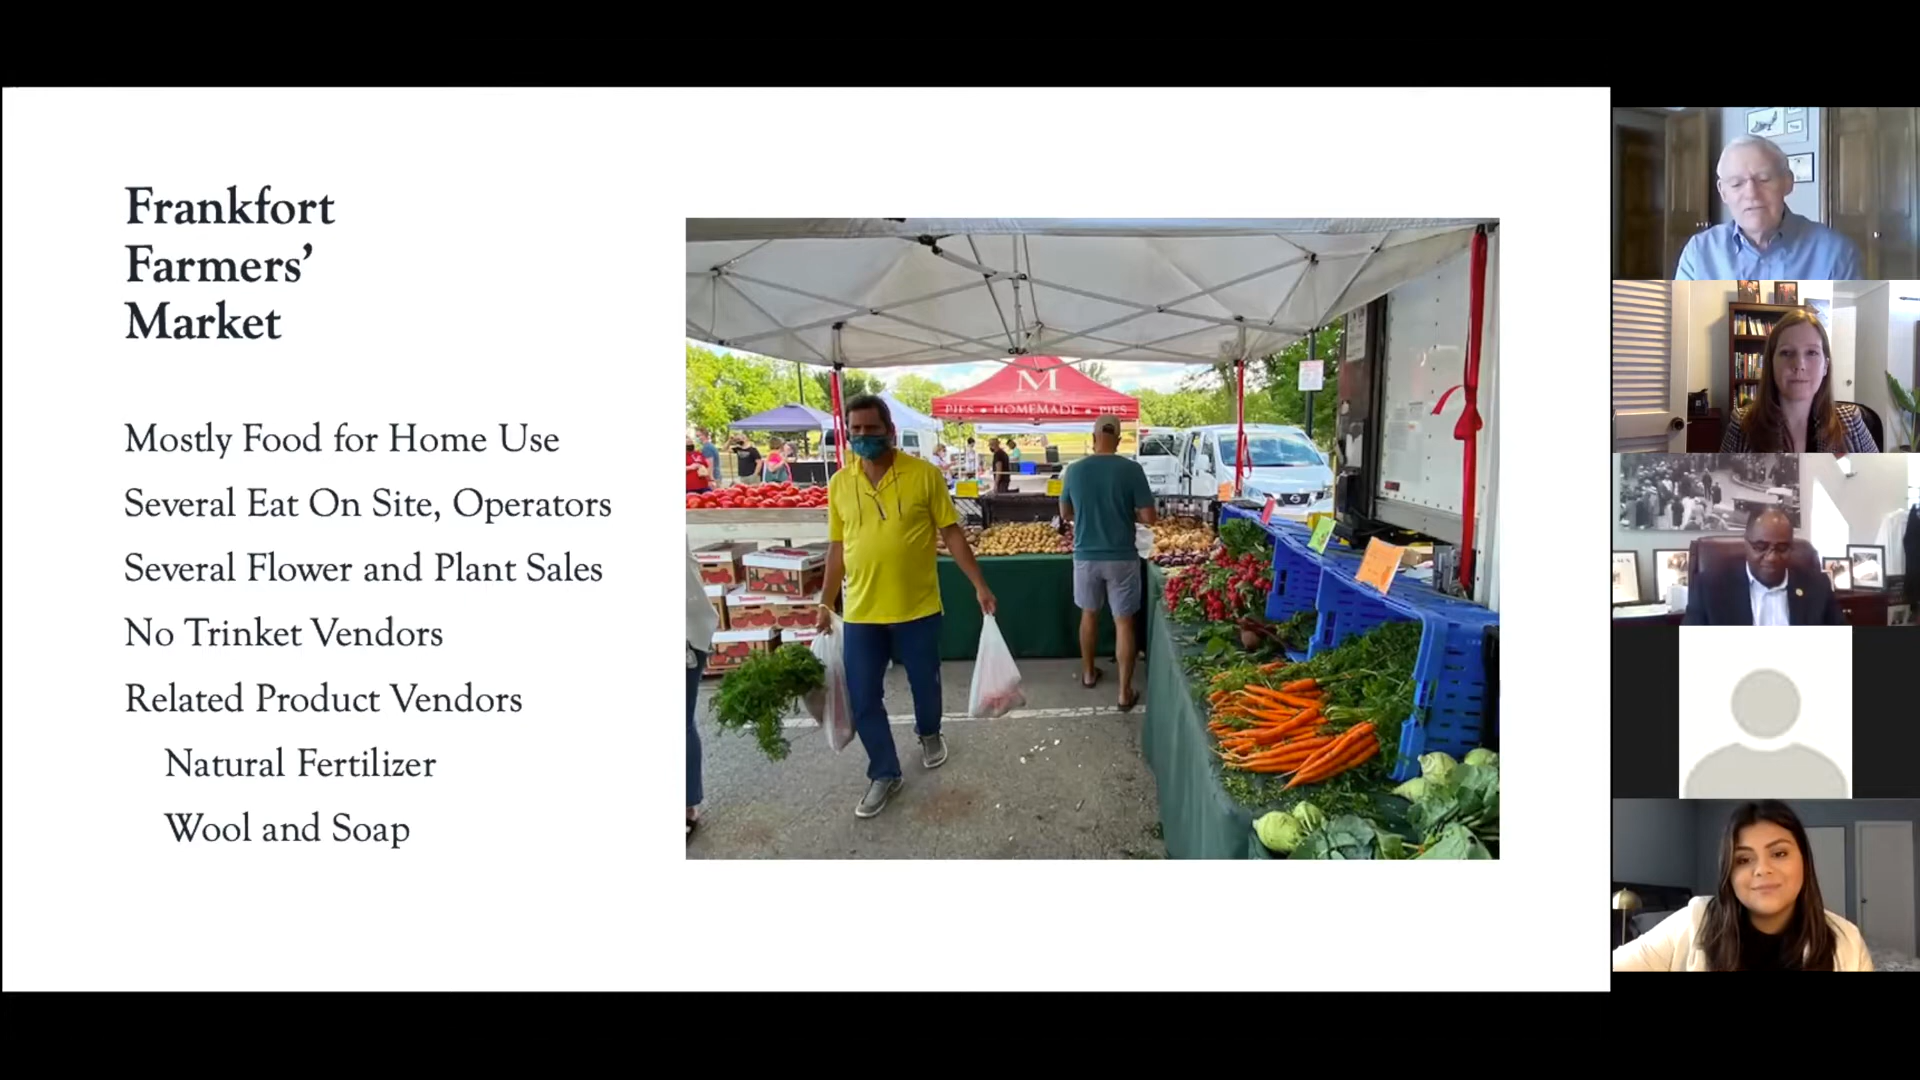 Frankfort
Farmers’
Market
Mostly Food for Home Use
Several Eat On Site, Operators
Several Flower and Plant Sales
No Trinket Vendors
Related Product Vendors
Natural Fertilizer
Wool and Soap
M
PIES • HOMEMADE • PIES